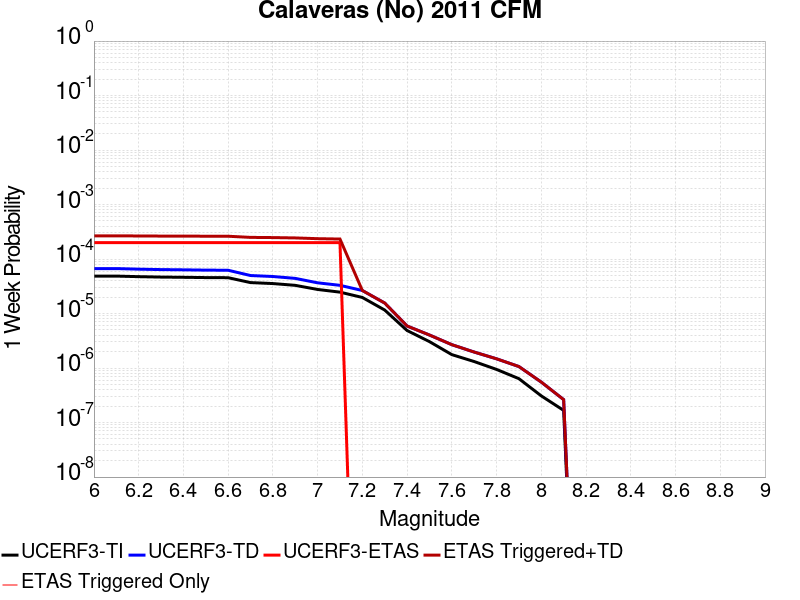 Calaveras (No) 2011 CFM
10 0
10 -1
10 -2
10 -3
10 -4
10 -5
10 -6
10 -7
10 -8
1 Week Probability
6 6.2 6.4 6.6 6.8 7 7.2 7.4 7.6 7.8 8 8.2 8.4 8.6 8.8 9
Magnitude
UCERF3-TI UCERF3-TD UCERF3-ETAS ETAS Triggered+TD
ETAS Triggered Only